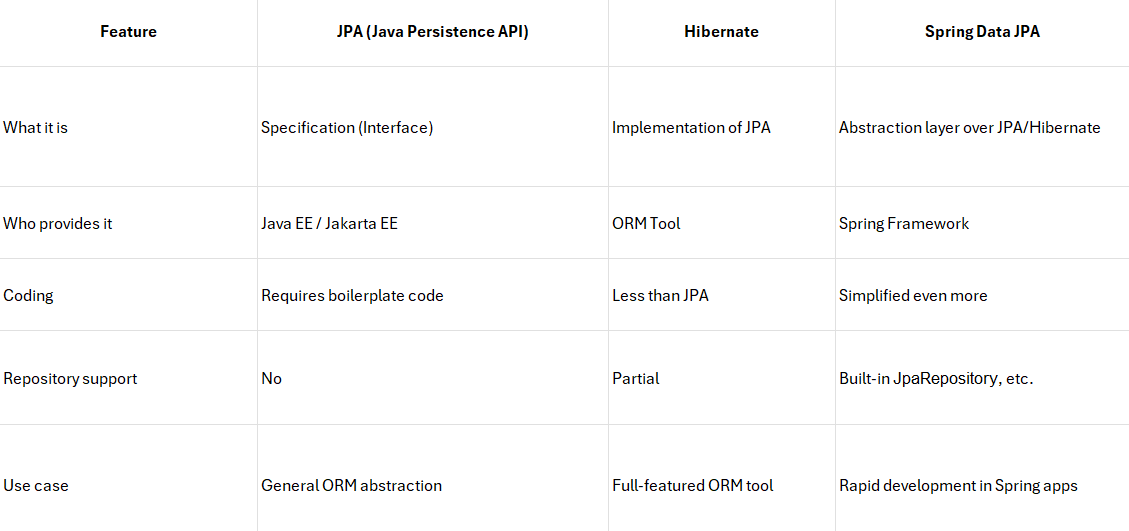 Feature JPA (Java Persistence API) Hibernate Spring Data JPA
What it is Specification (Interface) Implementation of JPA Abstraction layer over JPA/Hibernate
Who provides it Java EE / Jakarta EE ORM Tool Spring Framework
Coding Requires boilerplate code Less than JPA Simplified even more
Repository support No Partial Built-in JpaRepository, etc.
Use case General ORM abstraction Full-featured ORM tool Rapid development in Spring apps